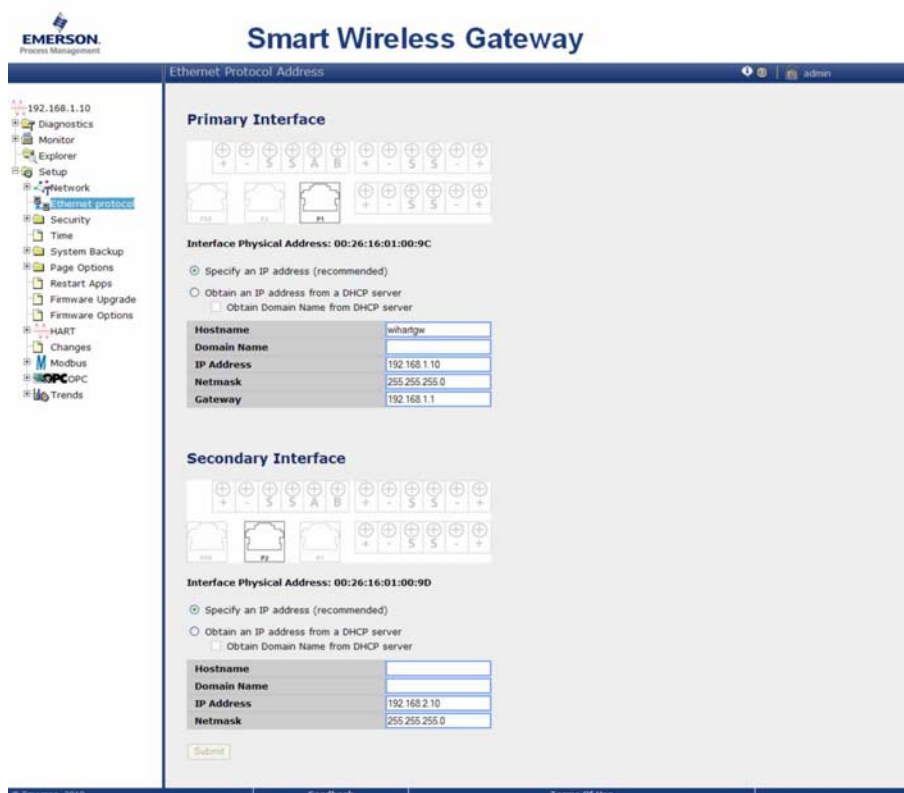 EMERSON.
Process Management
Smart Wireless Gateway
Ethernet Protocol Address
admin
192.168.1.10
Diagnostics
Monitor
Explorer
Setup
Network
Ethernet protocol
Security
Time
System Backup
Page Options
Restart Apps
Firmware Upgrade
Firmware Options
HART
Changes
Modbus
OPC OPC
Trends
Primary Interface
+ - S S A B + - S S - +
P2 P1 + - S S - +
Interface Physical Address: 00:26:16:01:00:9C
Specify an IP address (recommended)
Obtain an IP address from a DHCP server
Obtain Domain Name from DHCP server
Hostname wihartgw
Domain Name
IP Address 192.168.1.10
Netmask 255.255.255.0
Gateway 192.168.1.1
Secondary Interface
+ - S S A B + - S S - +
P2 P1 + - S S - +
Interface Physical Address: 00:26:16:01:00:9D
Specify an IP address (recommended)
Obtain an IP address from a DHCP server
Obtain Domain Name from DHCP server
Hostname
Domain Name
IP Address 192.168.2.10
Netmask 255.255.255.0
Submit